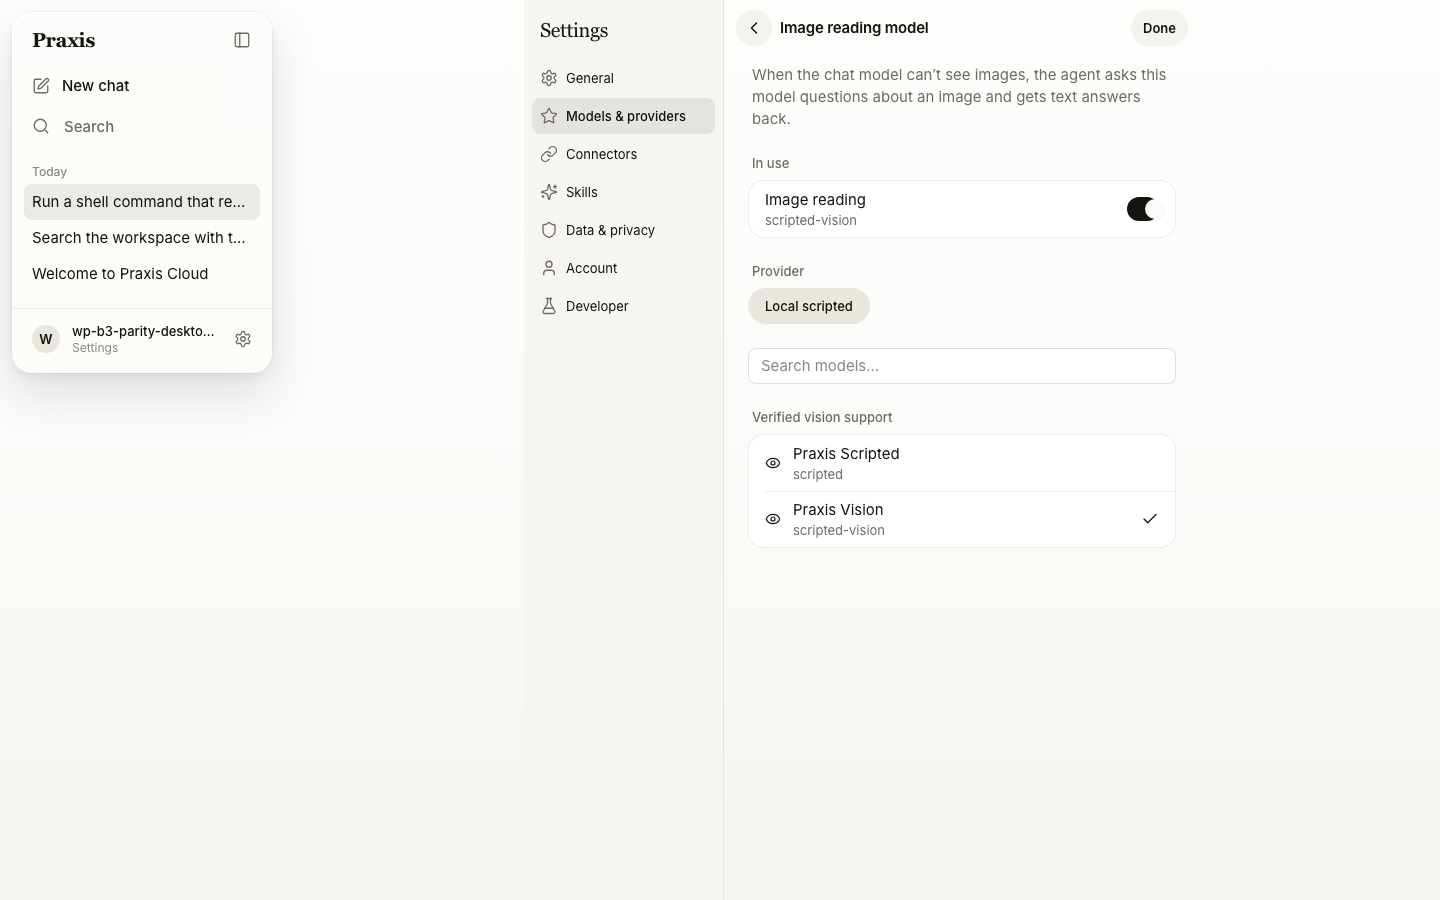 Praxis
New chat
Search
Today
Run a shell command that re...
Search the workspace with t...
Welcome to Praxis Cloud
W
wp-b3-parity-deskto...
Settings
Settings
General
Models & providers
Connectors
Skills
Data & privacy
Account
Developer
Image reading model
Done
When the chat model can’t see images, the agent asks this
model questions about an image and gets text answers
back.
In use
Image reading
scripted-vision
Provider
Local scripted
Search models...
Verified vision support
Praxis Scripted
scripted
Praxis Vision
scripted-vision